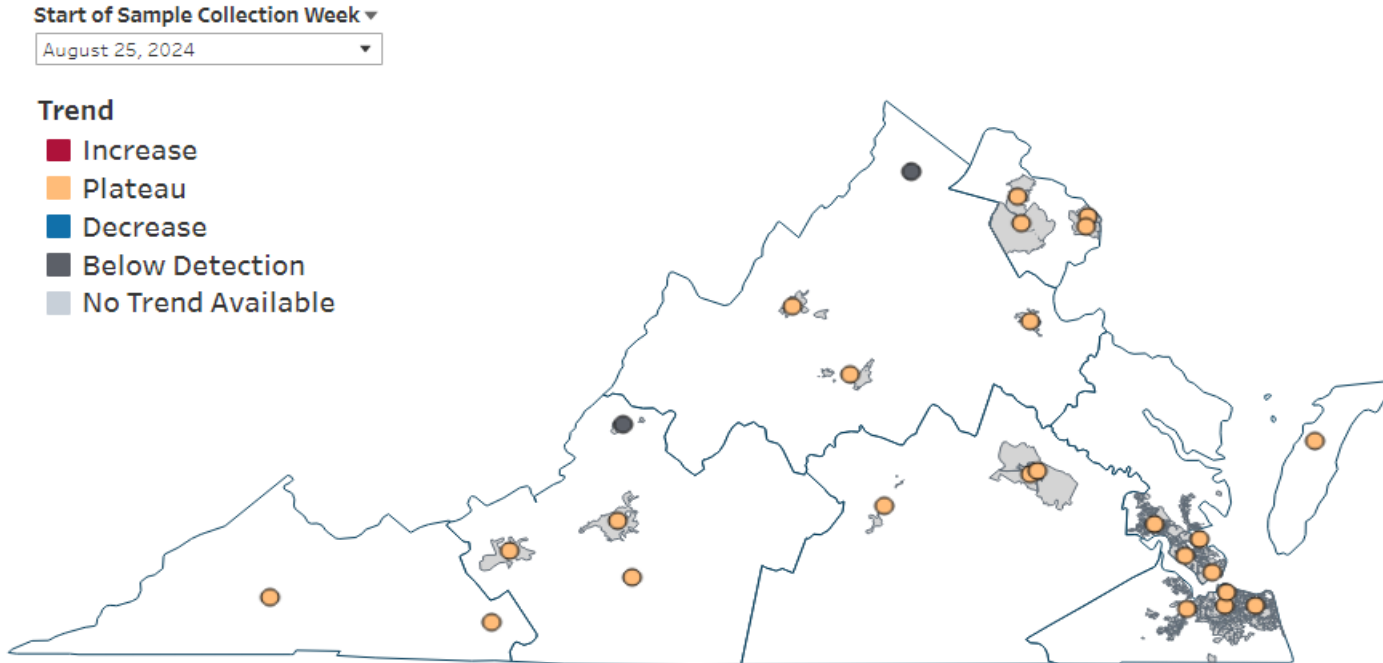 Start of Sample Collection Week
August 25, 2024
Trend
Increase
Plateau
Decrease
Below Detection
No Trend Available